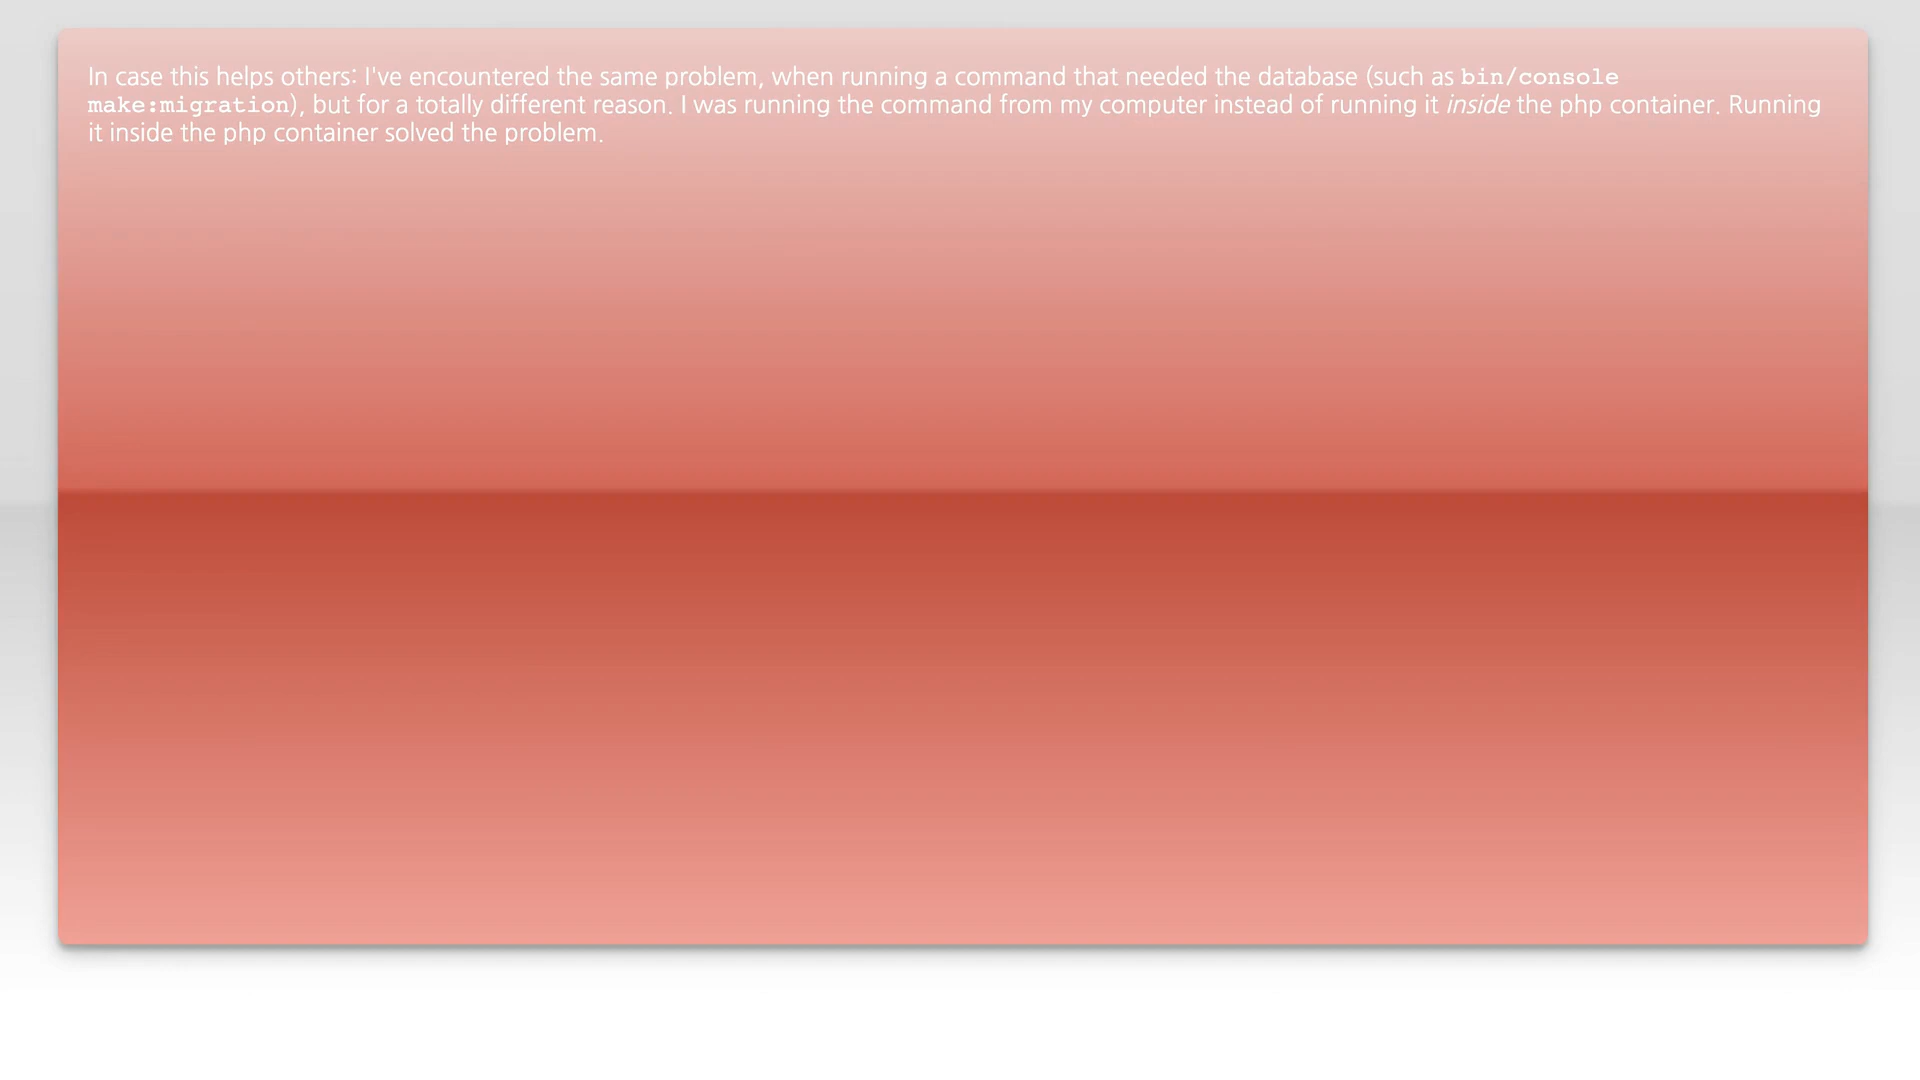 In case this helps others: I've encountered the same problem, when running a command that needed the database (such as bin/console
make:migration), but for a totally different reason. I was running the command from my computer instead of running it inside the php container. Running
it inside the php container solved the problem.